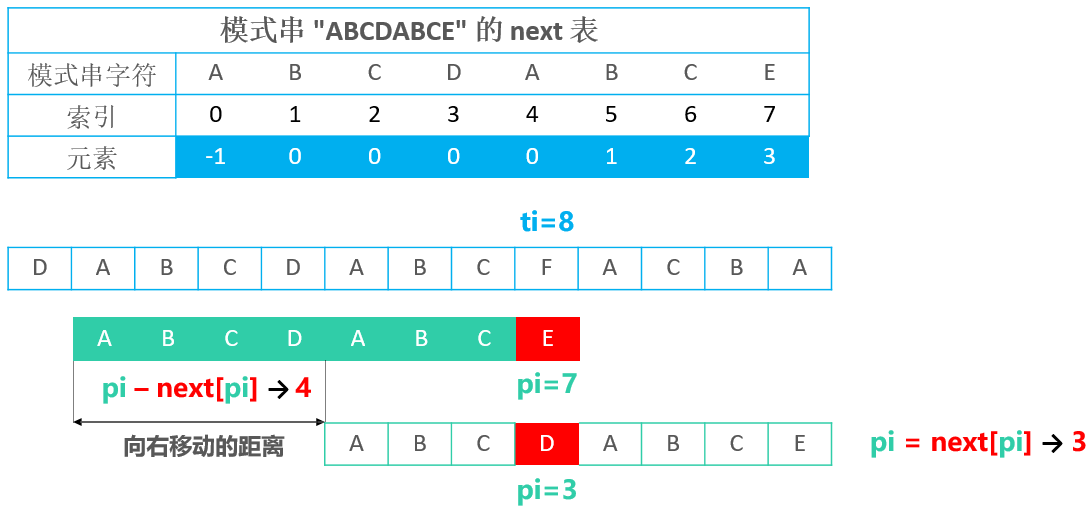 模式串 "ABCDABCE" 的 next 表
模式串字符 A B C D A B C E
索引 0 1 2 3 4 5 6 7
元素 -1 0 0 0 0 1 2 3
ti=8
D A B C D A B C F A C B A
A B C D A B C E
pi – next[pi] → 4
pi=7
向右移动的距离
A B C D A B C E
pi = next[pi] → 3
pi=3